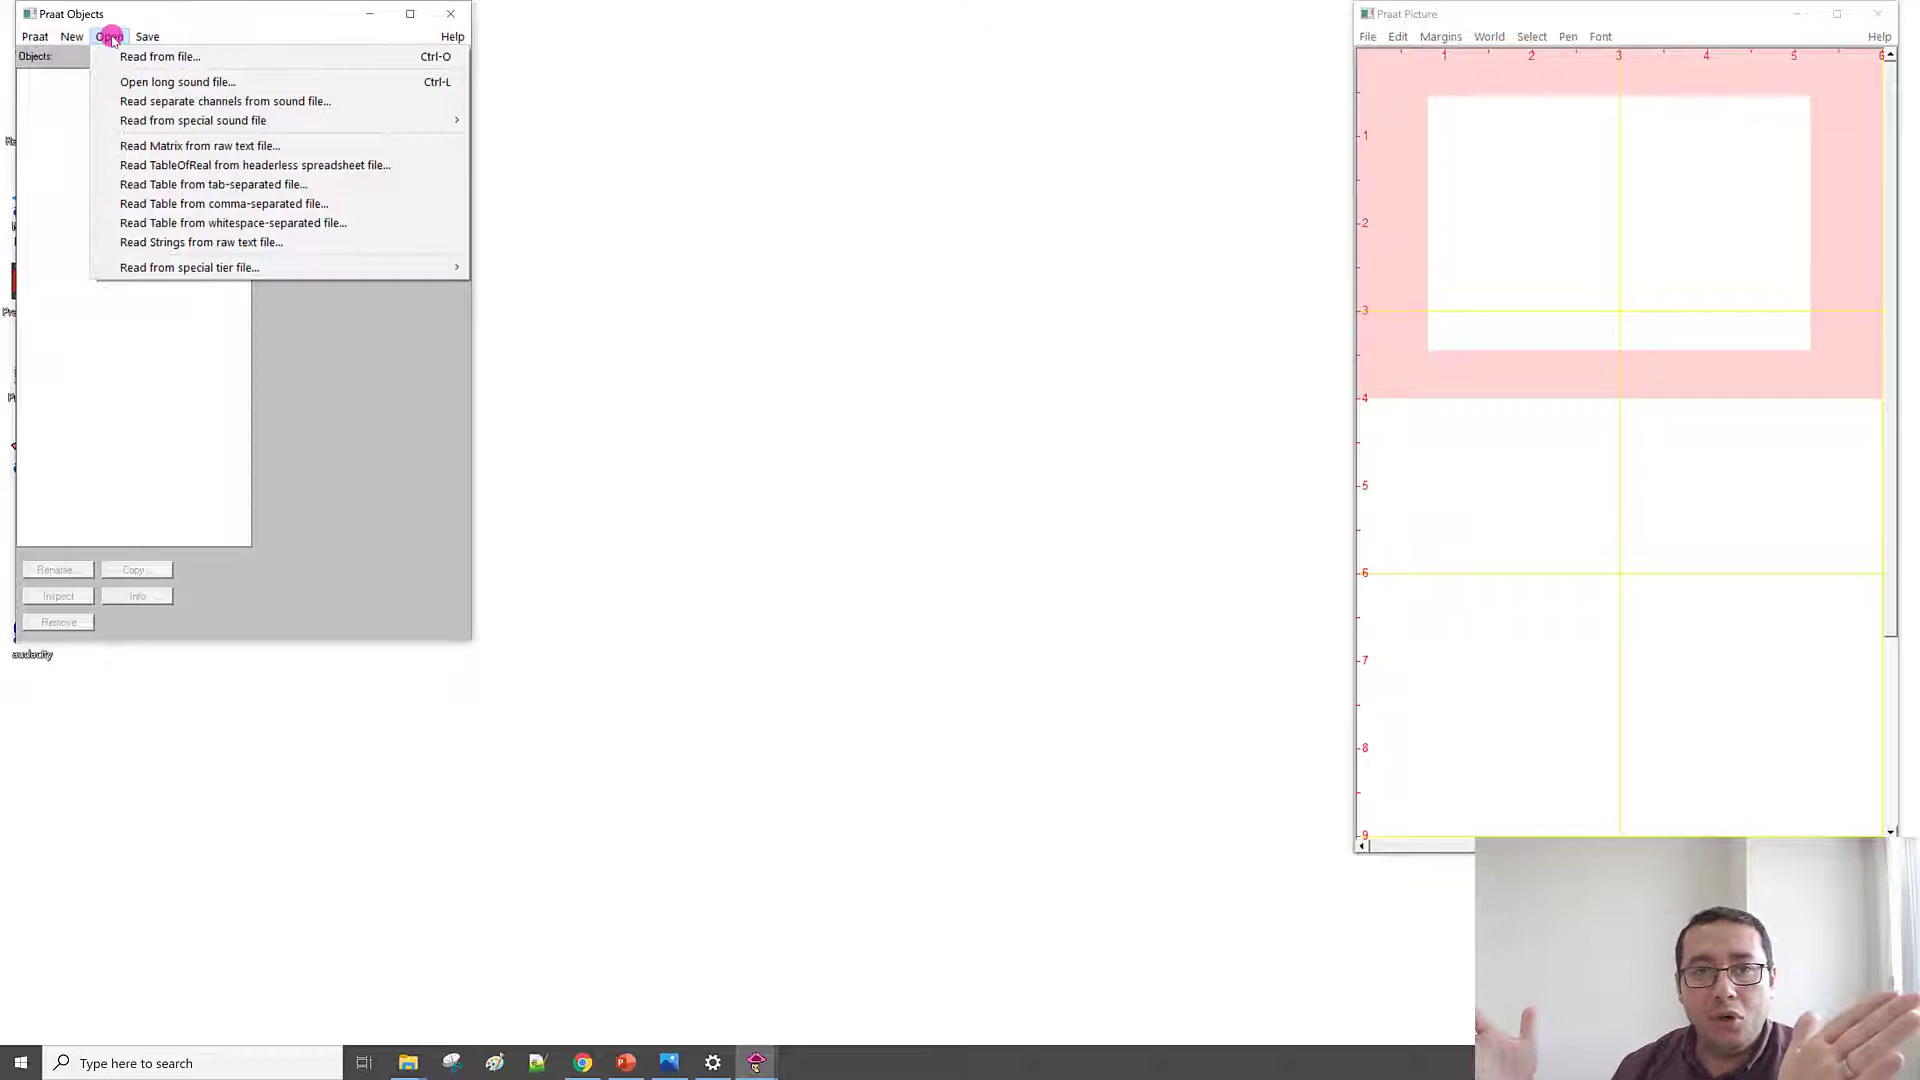 Praat Objects
Praat New Open Save Help
Objects:
Read from file... Ctrl-O
Open long sound file... Ctrl-L
Read separate channels from sound file...
Read from special sound file
Read Matrix from raw text file...
Read TableOfReal from headerless spreadsheet file...
Read Table from tab-separated file...
Read Table from comma-separated file...
Read Table from whitespace-separated file...
Read Strings from raw text file...
Read from special tier file...
Rename... Copy...
Inspect Info
Remove
audacity
Praat Picture
File Edit Margins World Select Pen Font Help
1 2 3 4 5 6
1
2
3
4
5
6
7
8
9
Type here to search